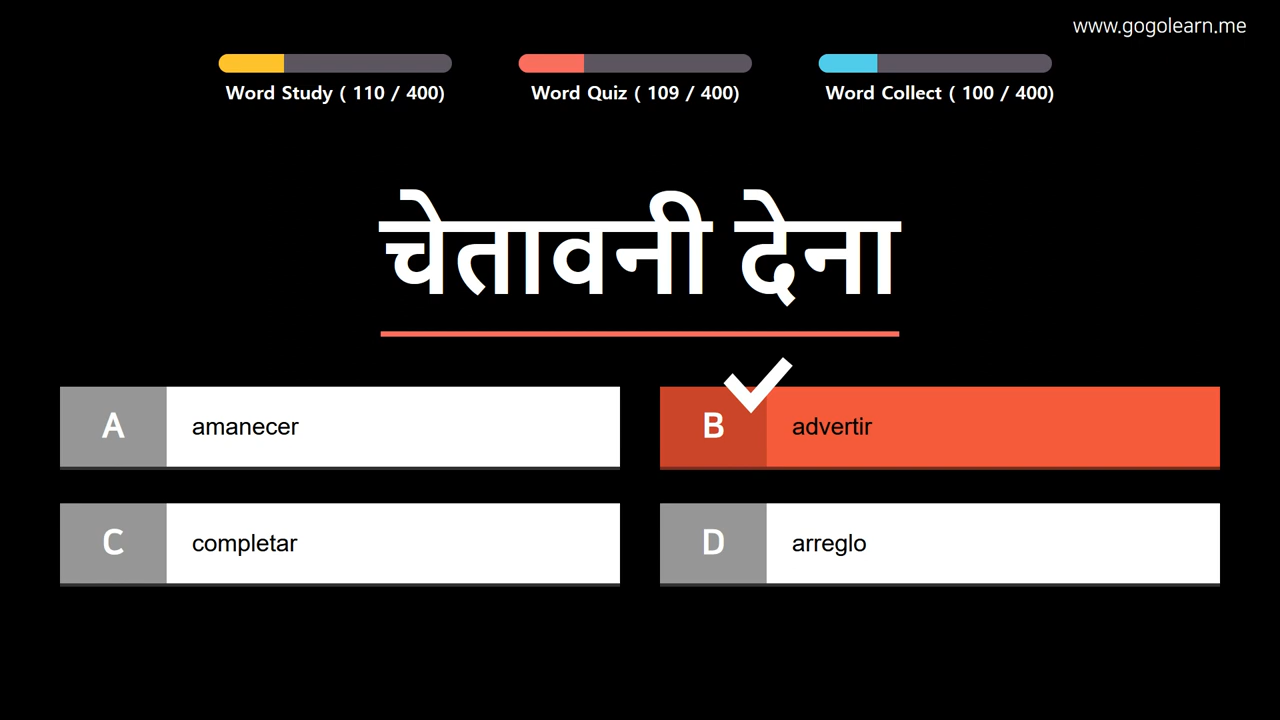 www.gogolearn.me
Word Study ( 110 / 400)
Word Quiz ( 109 / 400)
Word Collect ( 100 / 400)
चेतावनी देना
A amanecer
B advertir
C completar
D arreglo